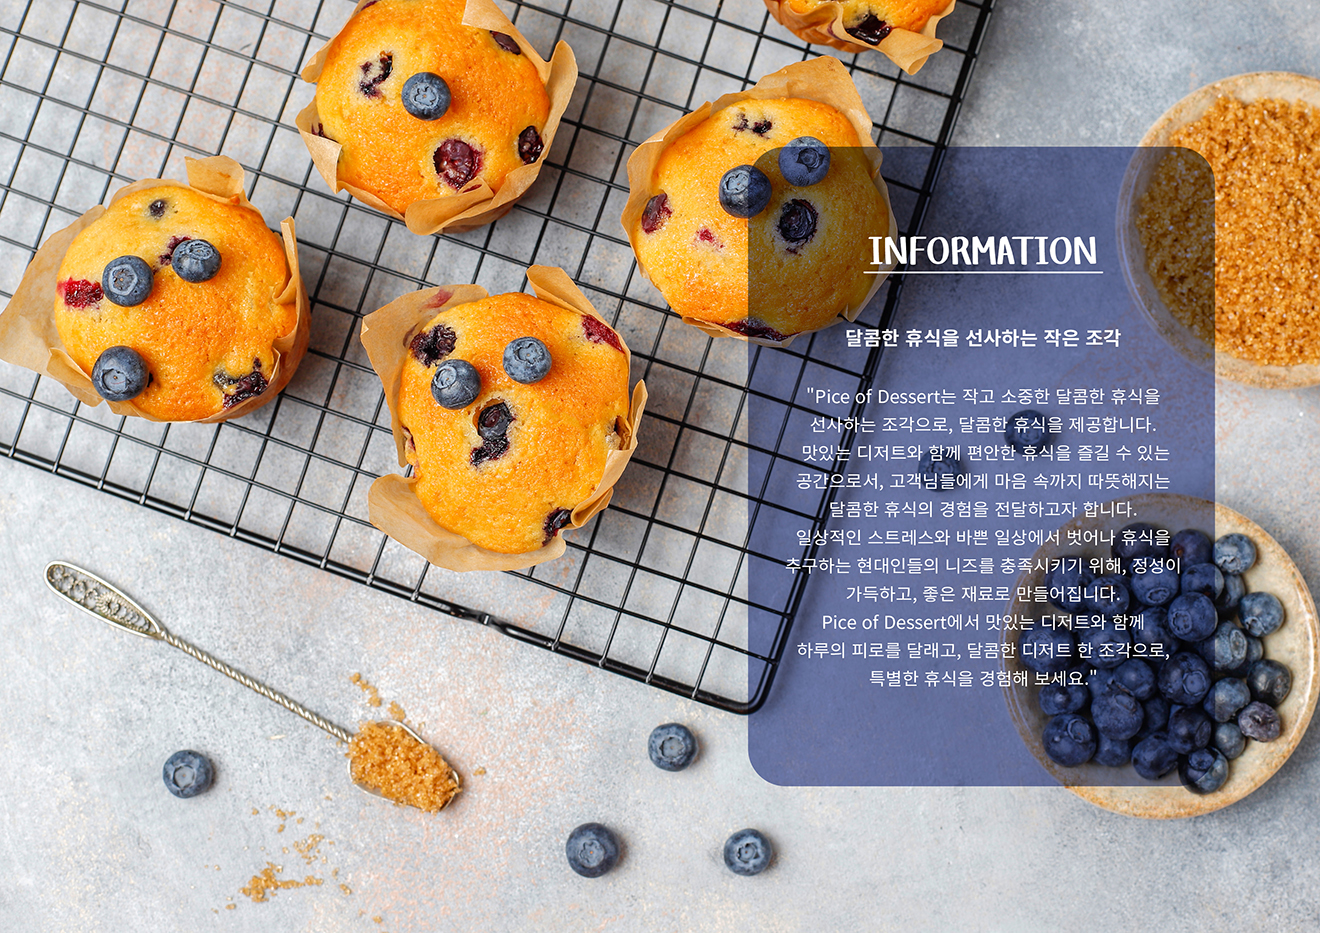 INFORMATION
달콤한 휴식을 선사하는 작은 조각
"Pice of Dessert는 작고 소중한 달콤한 휴식을
선사하는 조각으로, 달콤한 휴식을 제공합니다.
맛있는 디저트와 함께 편안한 휴식을 즐길 수 있는
공간으로서, 고객님들에게 마음 속까지 따뜻해지는
달콤한 휴식의 경험을 전달하고자 합니다.
일상적인 스트레스와 바쁜 일상에서 벗어나 휴식을
추구하는 현대인들의 니즈를 충족시키기 위해, 정성이
가득하고, 좋은 재료로 만들어집니다.
Pice of Dessert에서 맛있는 디저트와 함께
하루의 피로를 달래고, 달콤한 디저트 한 조각으로,
특별한 휴식을 경험해 보세요."